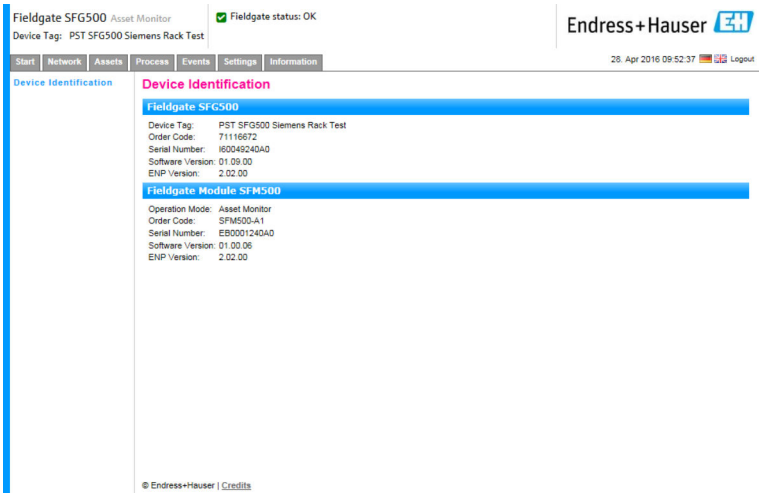 Fieldgate SFG500 Asset Monitor
Device Tag: PST SFG500 Siemens Rack Test
Fieldgate status: OK
Endress+Hauser EH
Start Network Assets Process Events Settings Information
28. Apr 2016 09:52:37 Logout
Device Identification
Device Identification
Fieldgate SFG500
Device Tag: PST SFG500 Siemens Rack Test
Order Code: 71116672
Serial Number: I60049240A0
Software Version: 01.09.00
ENP Version: 2.02.00
Fieldgate Module SFM500
Operation Mode: Asset Monitor
Order Code: SFM500-A1
Serial Number: EB0001240A0
Software Version: 01.00.06
ENP Version: 2.02.00
© Endress+Hauser | Credits